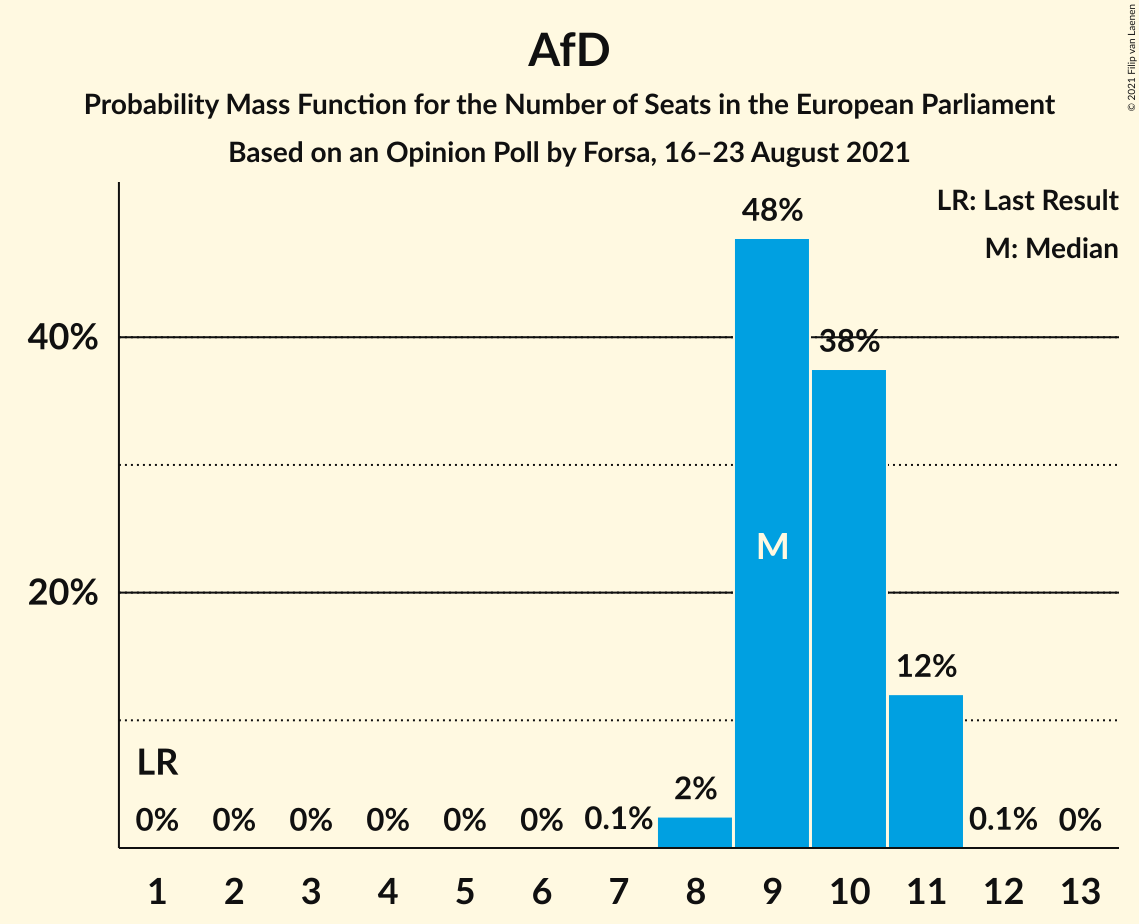 AfD
Probability Mass Function for the Number of Seats in the European Parliament
Based on an Opinion Poll by Forsa, 16–23 August 2021
© 2021 Filip van Laenen
LR: Last Result
M: Median
48%
40%
38%
M
20%
12%
LR
2%
0% 0% 0% 0% 0% 0% 0.1% 0.1% 0%
1 2 3 4 5 6 7 8 9 10 11 12 13